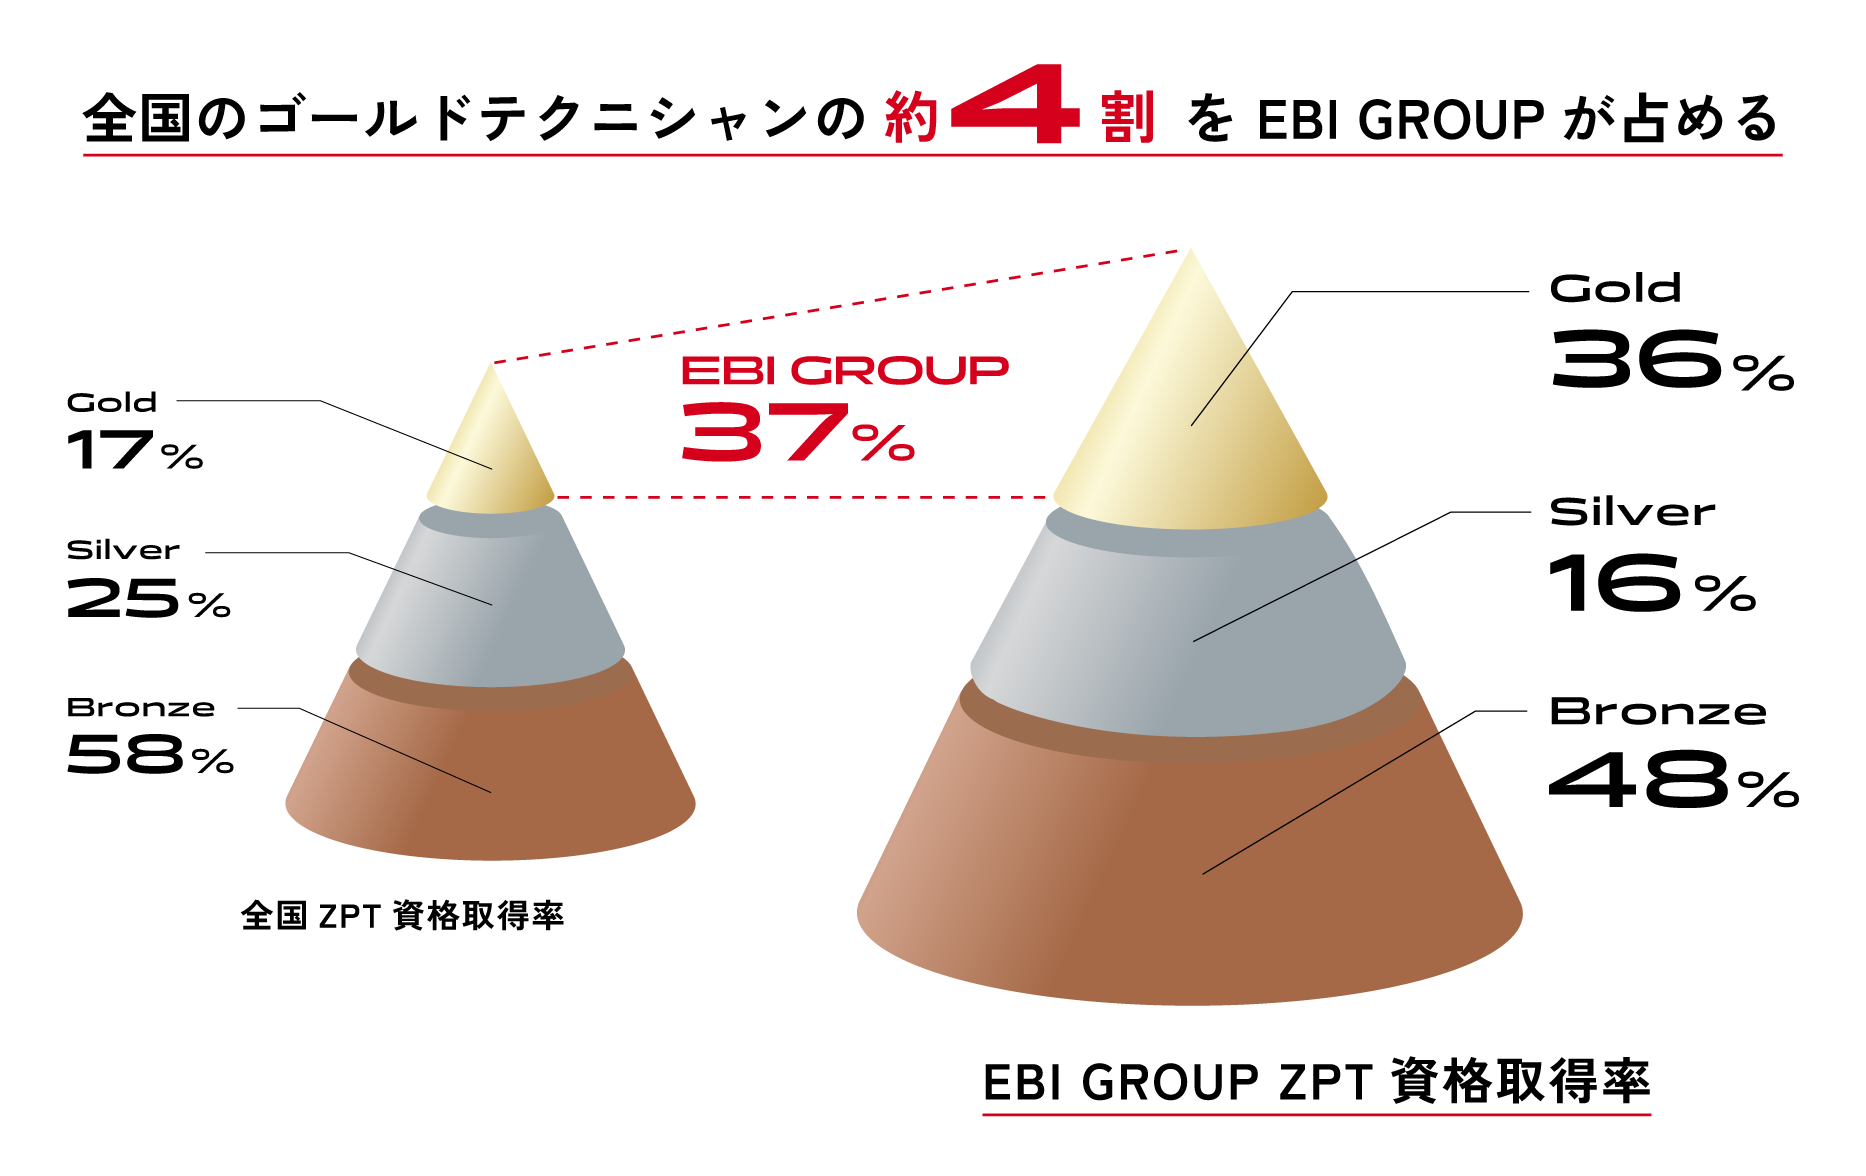 全国のゴールドテクニシャンの 約4割 を EBI GROUP が占める
EBI GROUP
37%
Gold
17%
Silver
25%
Bronze
58%
全国 ZPT 資格取得率
Gold
36%
Silver
16%
Bronze
48%
EBI GROUP ZPT 資格取得率